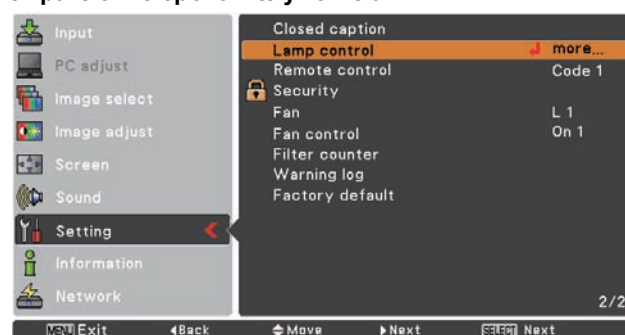 Input
PC adjust
Image select
Image adjust
Screen
Sound
Setting
Information
Network
Closed caption
Lamp control more...
Remote control Code 1
Security
Fan L 1
Fan control On 1
Filter counter
Warning log
Factory default
2/2
MENU Exit Back Move Next SELECT Next